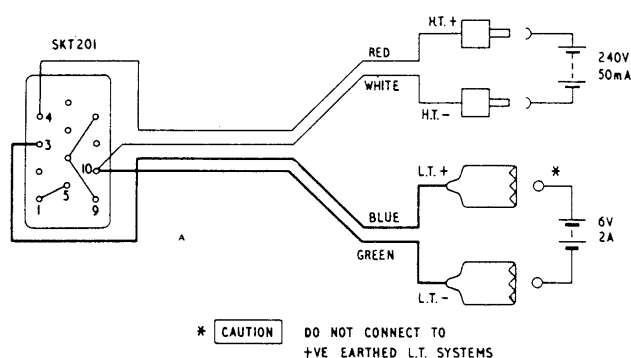 SKT201
H.T. +
RED
WHITE
240V
50mA
H.T. -
4
3
10
5
1
9
L.T. +
*
BLUE
GREEN
6V
2A
A
L.T. -
* CAUTION DO NOT CONNECT TO
+VE EARTHED L.T. SYSTEMS